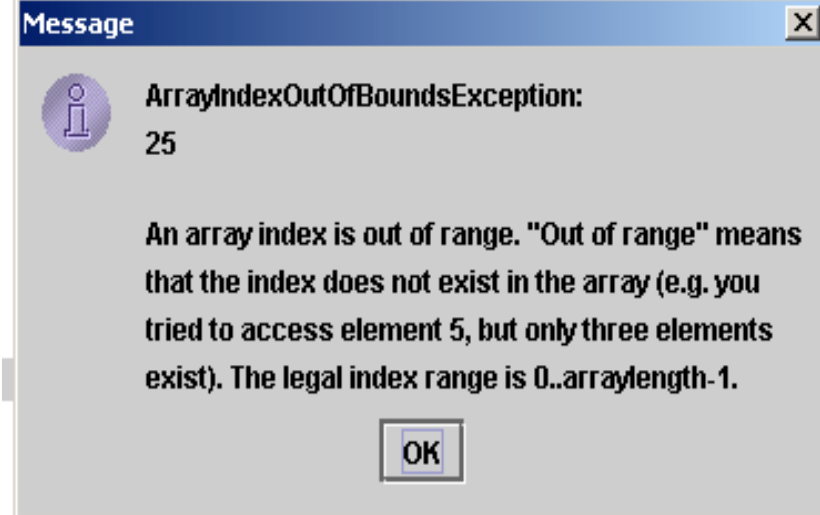 Message
ArrayIndexOutOfBoundsException:
25
An array index is out of range. "Out of range" means
that the index does not exist in the array (e.g. you
tried to access element 5, but only three elements
exist). The legal index range is 0..arraylength-1.
OK